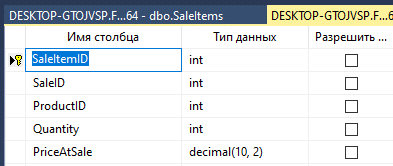 DESKTOP-GTOJVSP.F...64 - dbo.SaleItems DESKTOP-GTOJVSP.F...6
Имя столбца Тип данных Разрешить ...
SaleItemID int
SaleID int
ProductID int
Quantity int
PriceAtSale decimal(10, 2)